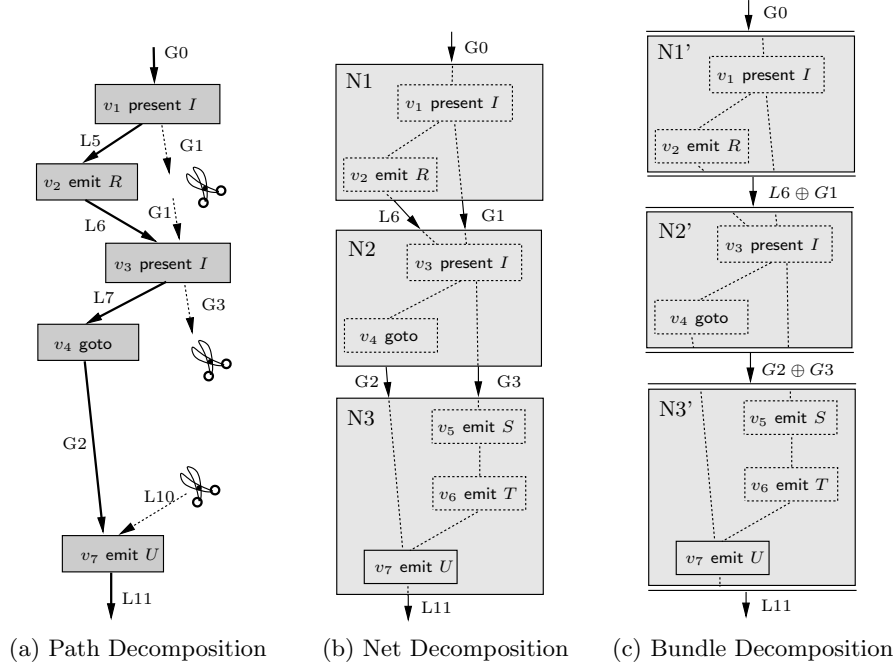 G0
v₁ present I
L5
G1
v₂ emit R
G1
L6
v₃ present I
L7
G3
v₄ goto
G2
L10
v₇ emit U
L11
(a) Path Decomposition
G0
N1
v₁ present I
v₂ emit R
L6
G1
N2
v₃ present I
v₄ goto
G2
G3
N3
v₅ emit S
v₆ emit T
v₇ emit U
L11
(b) Net Decomposition
G0
N1'
v₁ present I
v₂ emit R
L6 ⊕ G1
N2'
v₃ present I
v₄ goto
G2 ⊕ G3
N3'
v₅ emit S
v₆ emit T
v₇ emit U
L11
(c) Bundle Decomposition